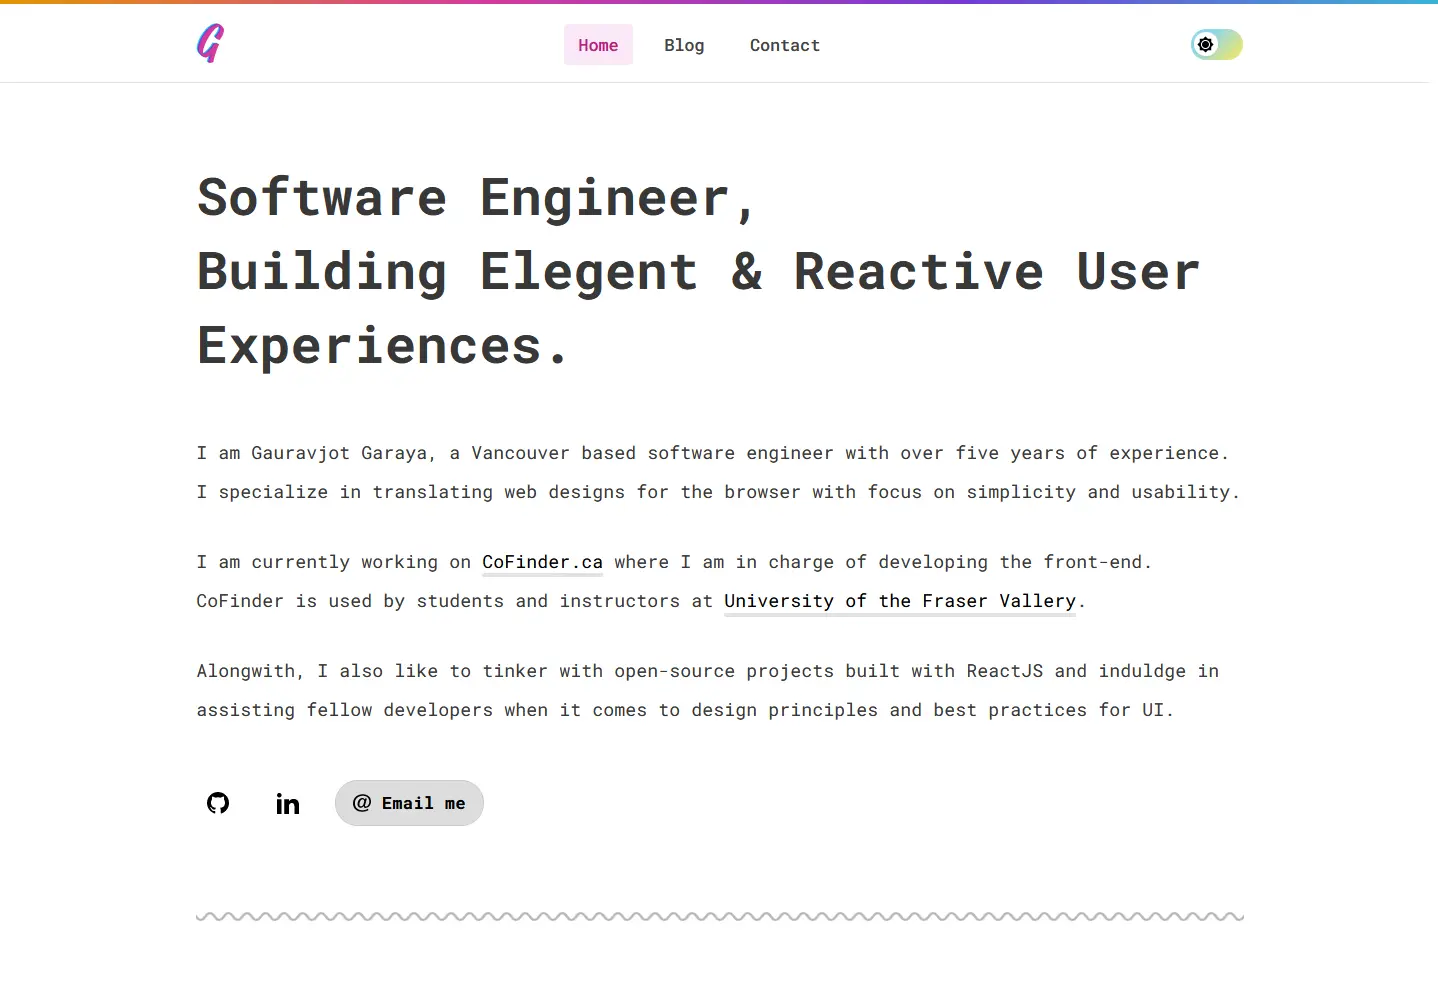 G
Home Blog Contact
Software Engineer,
Building Elegent & Reactive User
Experiences.
I am Gauravjot Garaya, a Vancouver based software engineer with over five years of experience.
I specialize in translating web designs for the browser with focus on simplicity and usability.
I am currently working on CoFinder.ca where I am in charge of developing the front-end.
CoFinder is used by students and instructors at University of the Fraser Vallery.
Alongwith, I also like to tinker with open-source projects built with ReactJS and induldge in
assisting fellow developers when it comes to design principles and best practices for UI.
in @ Email me